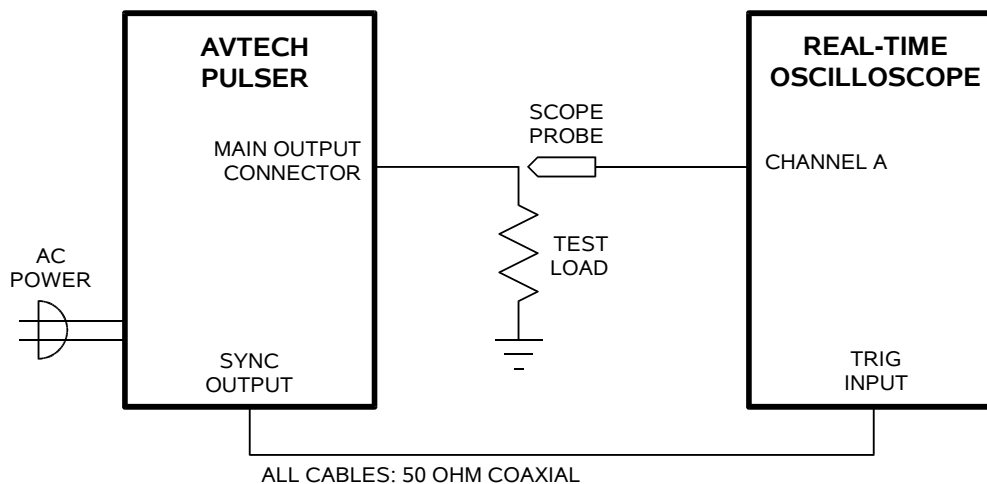 AVTECH
PULSER
REAL-TIME
OSCILLOSCOPE
SCOPE
PROBE
MAIN OUTPUT
CONNECTOR
CHANNEL A
TEST
LOAD
AC
POWER
SYNC
OUTPUT
TRIG
INPUT
ALL CABLES: 50 OHM COAXIAL